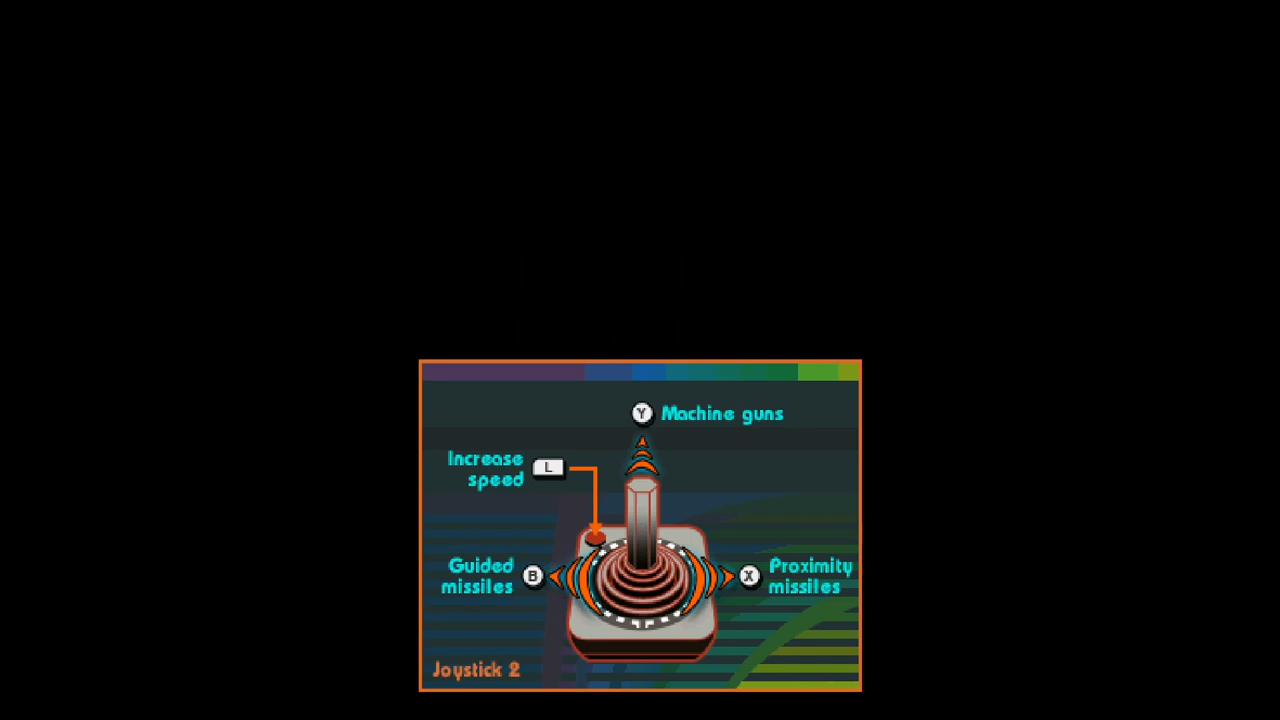 Y Machine guns
Increase
speed
L
Guided
missiles
B
X
Proximity
missiles
Joystick 2